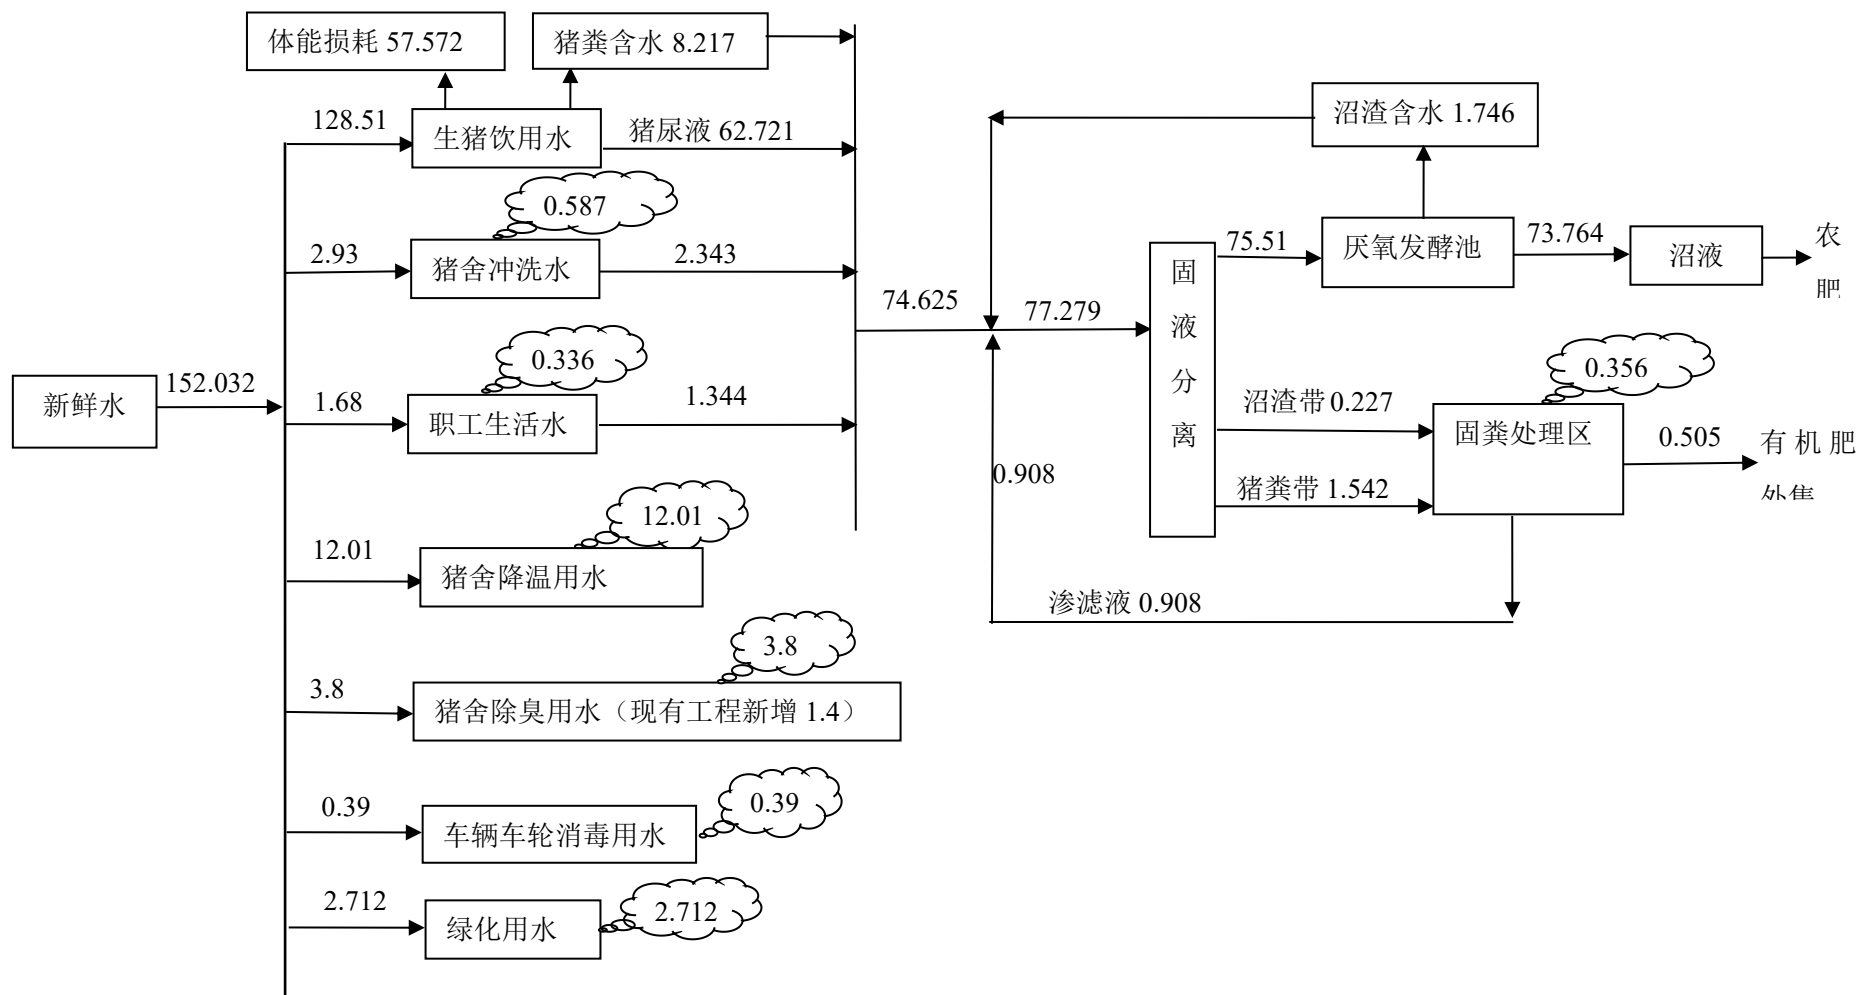 体能损耗 57.572
猪粪含水 8.217
128.51
生猪饮用水
猪尿液 62.721
沼渣含水 1.746
0.587
2.93
猪舍冲洗水
2.343
75.51
厌氧发酵池
73.764
沼液
农
肥
固
液
分
离
74.625
77.279
0.336
新鲜水
152.032
1.68
职工生活水
1.344
0.356
沼渣带 0.227
固粪处理区
0.505
有 机 肥
外售
猪粪带 1.542
0.908
12.01
12.01
猪舍降温用水
渗滤液 0.908
3.8
3.8
猪舍除臭用水（现有工程新增 1.4）
0.39
0.39
车辆车轮消毒用水
2.712
2.712
绿化用水